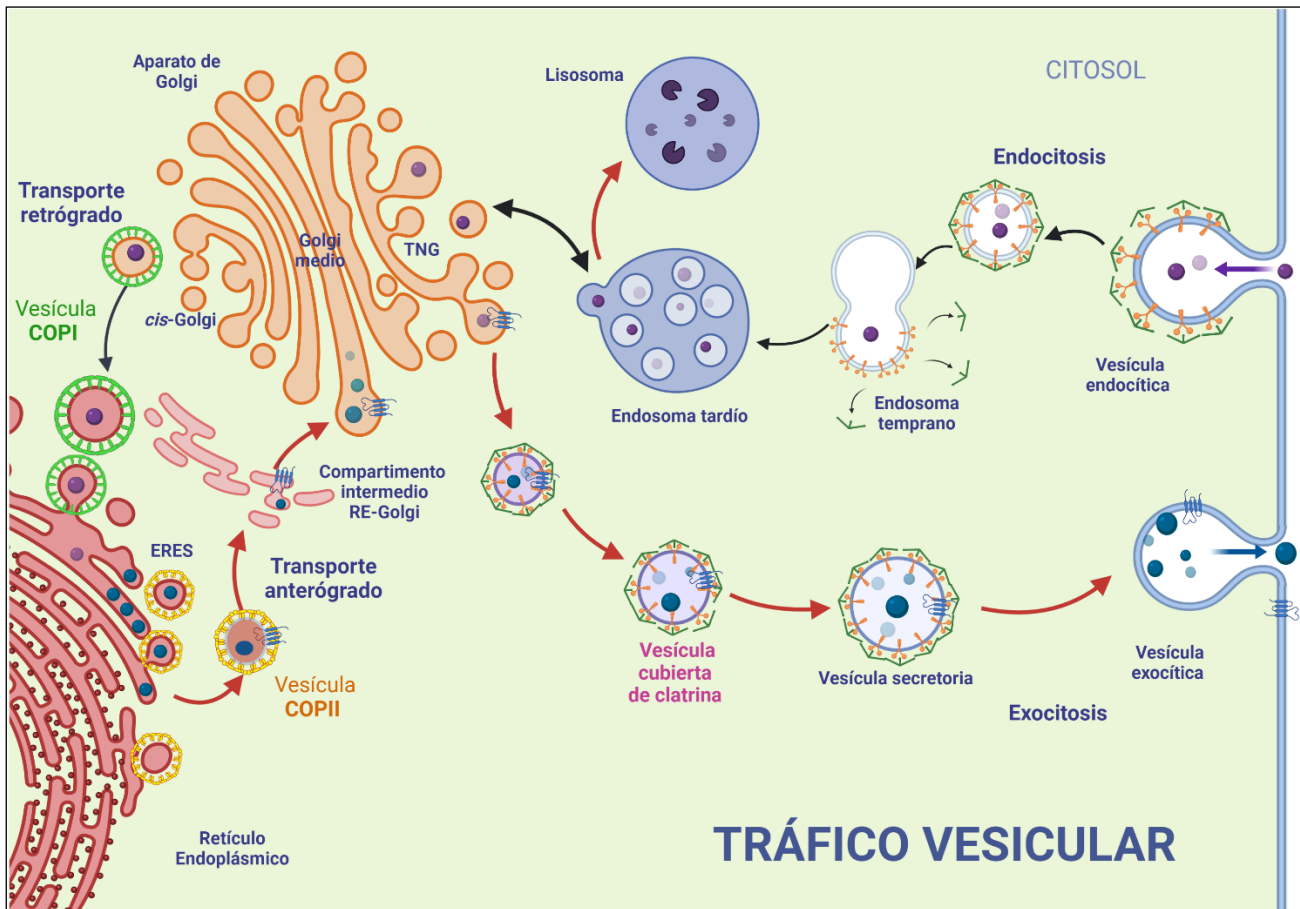 Aparato de
Golgi
Lisosoma
CITOSOL
Endocitosis
Transporte
retrógrado
Golgi
medio
TNG
Vesícula
COPI
cis-Golgi
Vesícula
endocítica
Endosoma tardío
Endosoma
temprano
Compartimento
intermedio
RE-Golgi
ERES
Transporte
anterógrado
Vesícula
COPII
Vesícula
cubierta
de clatrina
Vesícula secretoria
Vesícula
exocítica
Exocitosis
Retículo
Endoplásmico
TRÁFICO VESICULAR